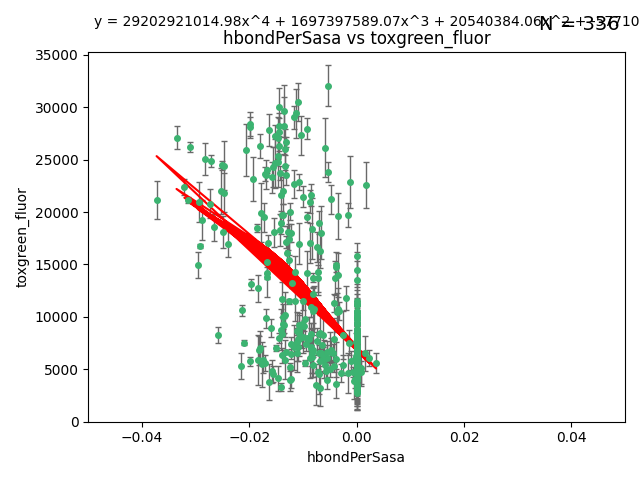 y = 29202921014.98x^4 + 1697397589.07x^3 + 20540384.06x^2 +
N = 336
hbondPerSasa vs toxgreen_fluor
35000
30000
25000
20000
15000
10000
5000
0
toxgreen_fluor
−0.04
−0.02
0.00
0.02
0.04
hbondPerSasa